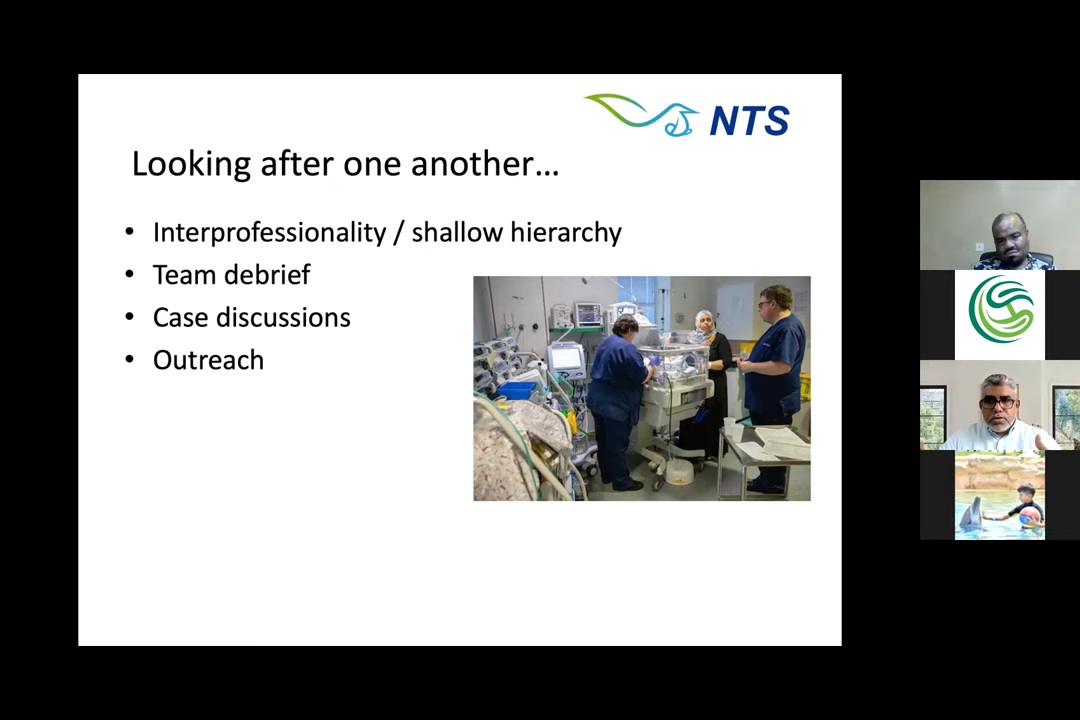 NTS
Looking after one another…
• Interprofessionality / shallow hierarchy
• Team debrief
• Case discussions
• Outreach